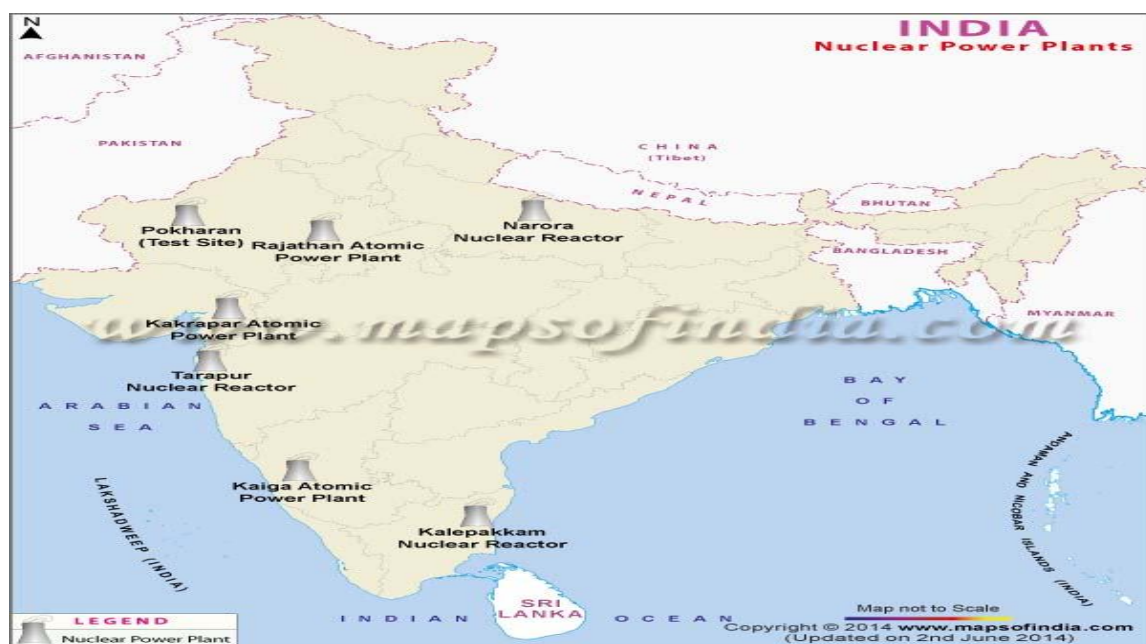 N
INDIA
Nuclear Power Plants
AFGHANISTAN
PAKISTAN
CHINA
(Tibet)
NEPAL
BHUTAN
BANGLADESH
MYANMAR
Pokharan
(Test Site)
Rajathan Atomic
Power Plant
Narora
Nuclear Reactor
www.mapsofindia.com
Kakrapar Atomic
Power Plant
Tarapur
Nuclear Reactor
ARABIAN
SEA
BAY
OF
BENGAL
Kaiga Atomic
Power Plant
Kalepakkam
Nuclear Reactor
LAKSHADWEEP (INDIA)
ANDAMAN AND NICOBAR ISLANDS (INDIA)
SRI
LANKA
INDIAN OCEAN
LEGEND
Nuclear Power Plant
Map not to Scale
Copyright © 2014 www.mapsofindia.com
(Updated on 2nd June 2014)